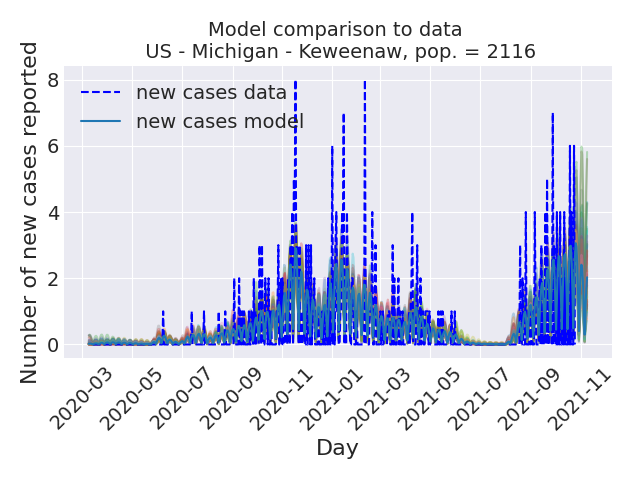 Model comparison to data
US - Michigan - Keweenaw, pop. = 2116
Number of new cases reported
8
6
4
2
0
new cases data
new cases model
2020-03
2020-05
2020-07
2020-09
2020-11
2021-01
2021-03
2021-05
2021-07
2021-09
2021-11
Day